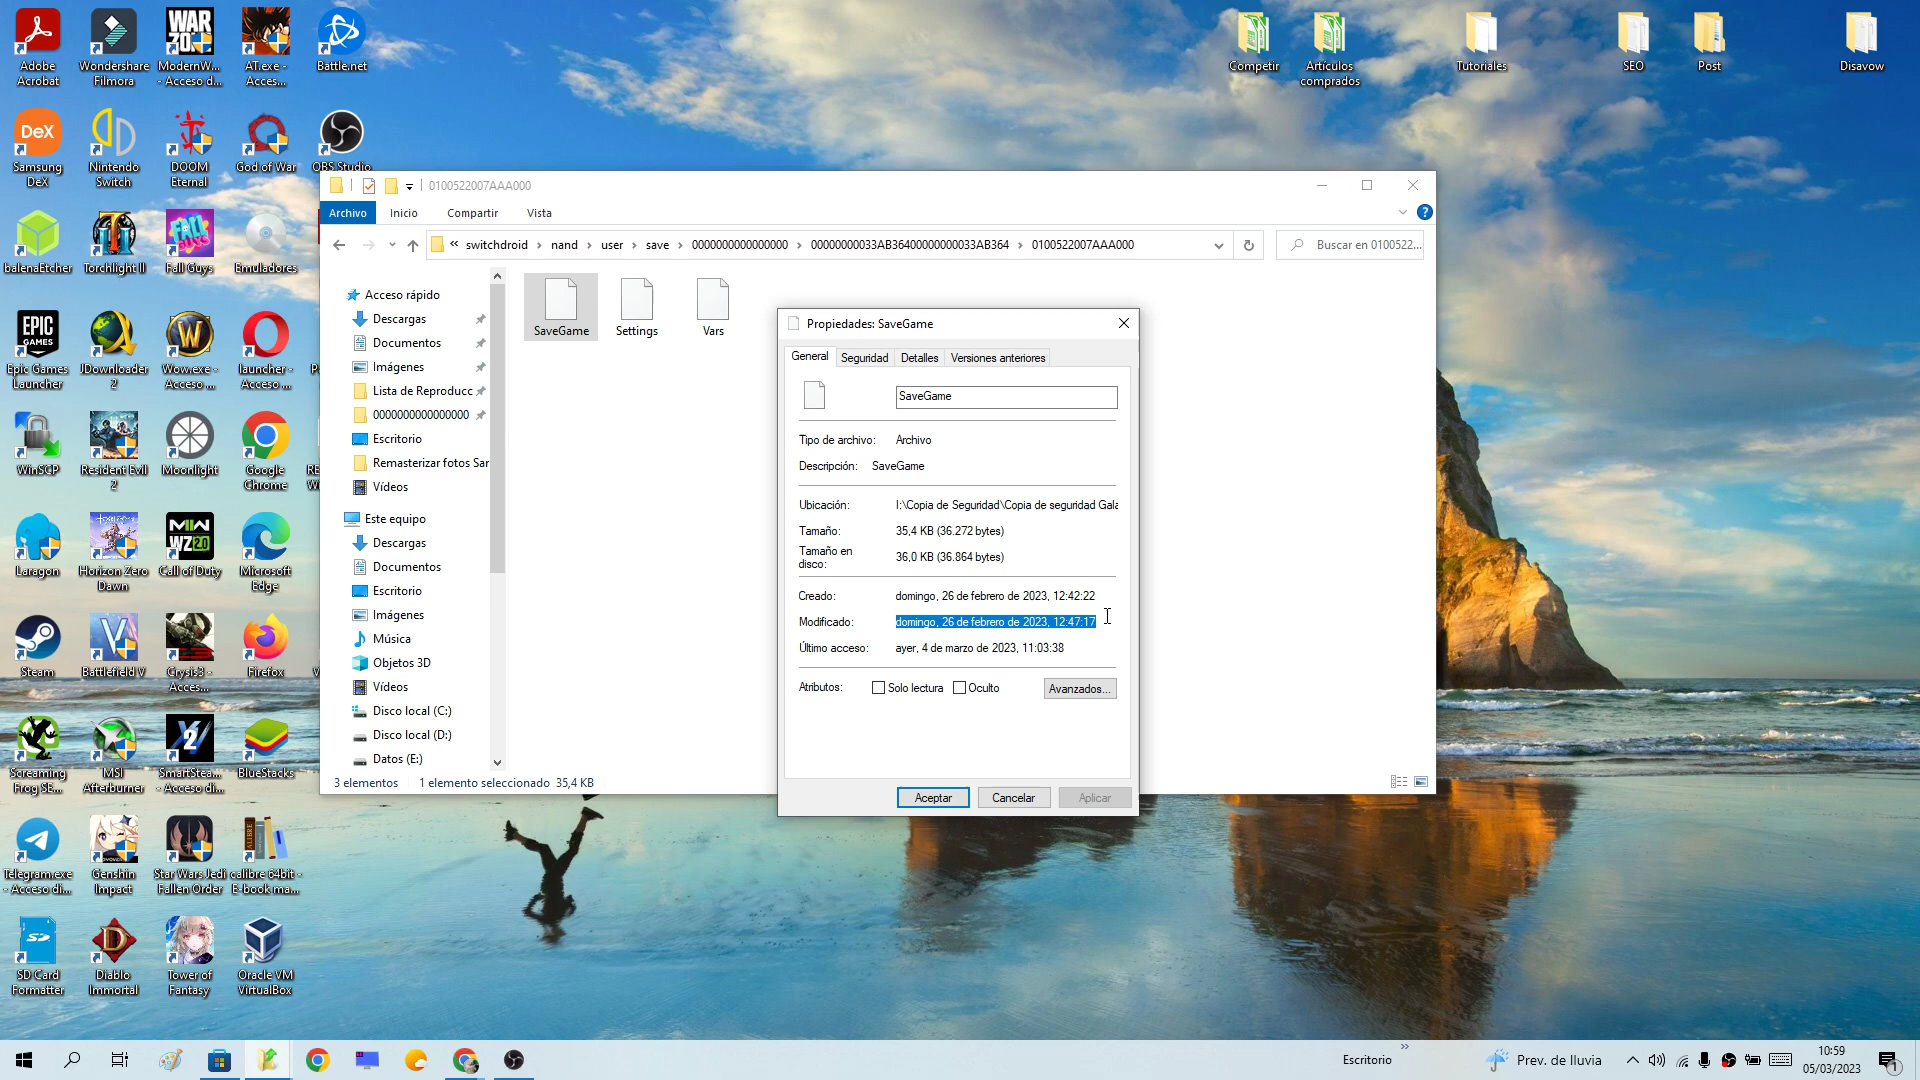 Adobe
Acrobat
Wondershare
Filmora
ModernW...
- Acceso d...
AT.exe -
Acces...
Battle.net
Competir
Artículos
comprados
Tutoriales
SEO
Post
Disavow
Samsung
DeX
Nintendo
Switch
DOOM
Eternal
God of War
OBS Studio
balenaEtcher
Torchlight II
Fall Guys
Emuladores
Epic Games
Launcher
JDownloader
2
Wow.exe -
Acceso ...
launcher -
Acceso ...
WinSCP
Resident Evil
2
Moonlight
Google
Chrome
Laragon
Horizon Zero
Dawn
Call of Duty
Microsoft
Edge
Steam
Battlefield V
Crysis3 -
Acces...
Firefox
Screaming
Frog SE...
MSI
Afterburner
SmartStea...
- Acceso di...
BlueStacks
Telegram.exe
- Acceso di...
Genshin
Impact
Star Wars Jedi
Fallen Order
calibre 64bit -
E-book ma...
SD Card
Formatter
Diablo
Immortal
Tower of
Fantasy
Oracle VM
VirtualBox
0100522007AAA000
Archivo Inicio Compartir Vista
« switchdroid › nand › user › save › 0000000000000000 › 00000000033AB36400000000033AB364 › 0100522007AAA000
Buscar en 0100522...
Acceso rápido
Descargas
Documentos
Imágenes
Lista de Reproducc
0000000000000000
Escritorio
Remasterizar fotos Sar
Vídeos
Este equipo
Descargas
Documentos
Escritorio
Imágenes
Música
Objetos 3D
Vídeos
Disco local (C:)
Disco local (D:)
Datos (E:)
SaveGame
Settings
Vars
3 elementos 1 elemento seleccionado 35,4 KB
Propiedades: SaveGame
General Seguridad Detalles Versiones anteriores
SaveGame
Tipo de archivo: Archivo
Descripción: SaveGame
Ubicación: I:\Copia de Seguridad\Copia de seguridad Gala
Tamaño: 35,4 KB (36.272 bytes)
Tamaño en
disco: 36,0 KB (36.864 bytes)
Creado: domingo, 26 de febrero de 2023, 12:42:22
Modificado: domingo, 26 de febrero de 2023, 12:47:17
Último acceso: ayer, 4 de marzo de 2023, 11:03:38
Atributos: Solo lectura Oculto Avanzados...
Aceptar Cancelar Aplicar
Escritorio
Prev. de lluvia
10:59
05/03/2023